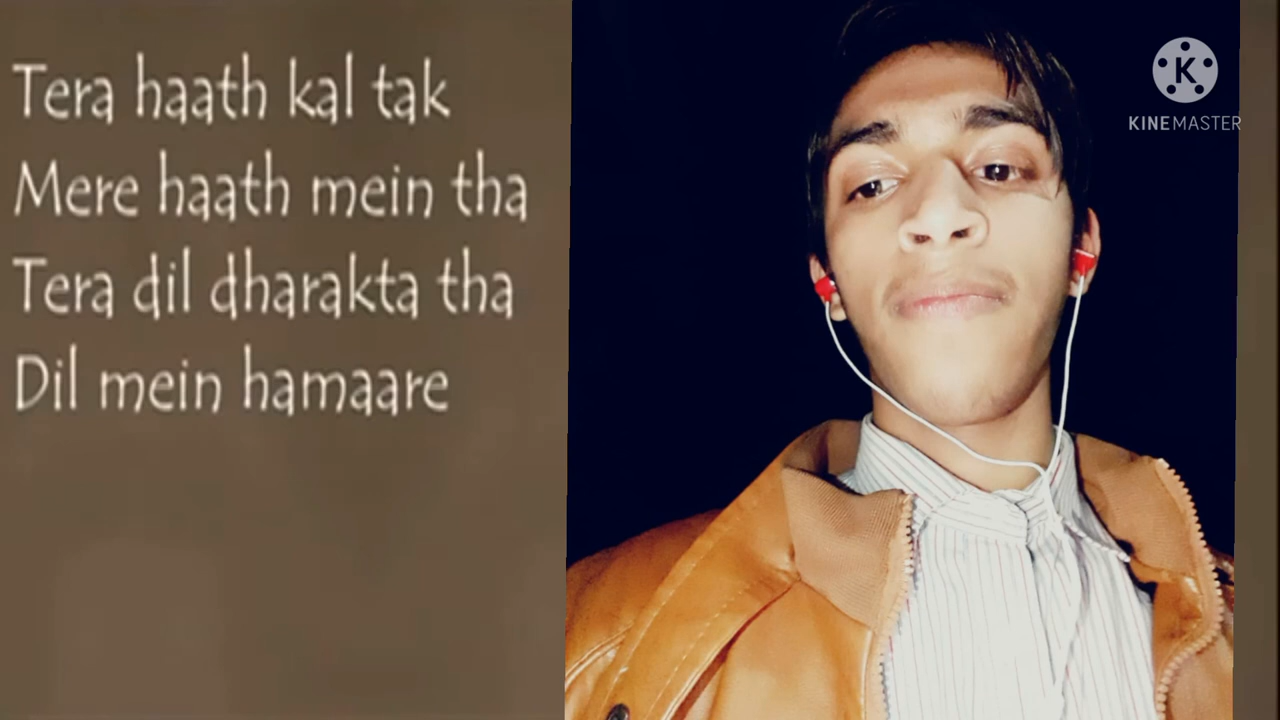 Tera haath kal tak
Mere haath mein tha
Tera dil dharakta tha
Dil mein hamaare
K
KINEMASTER